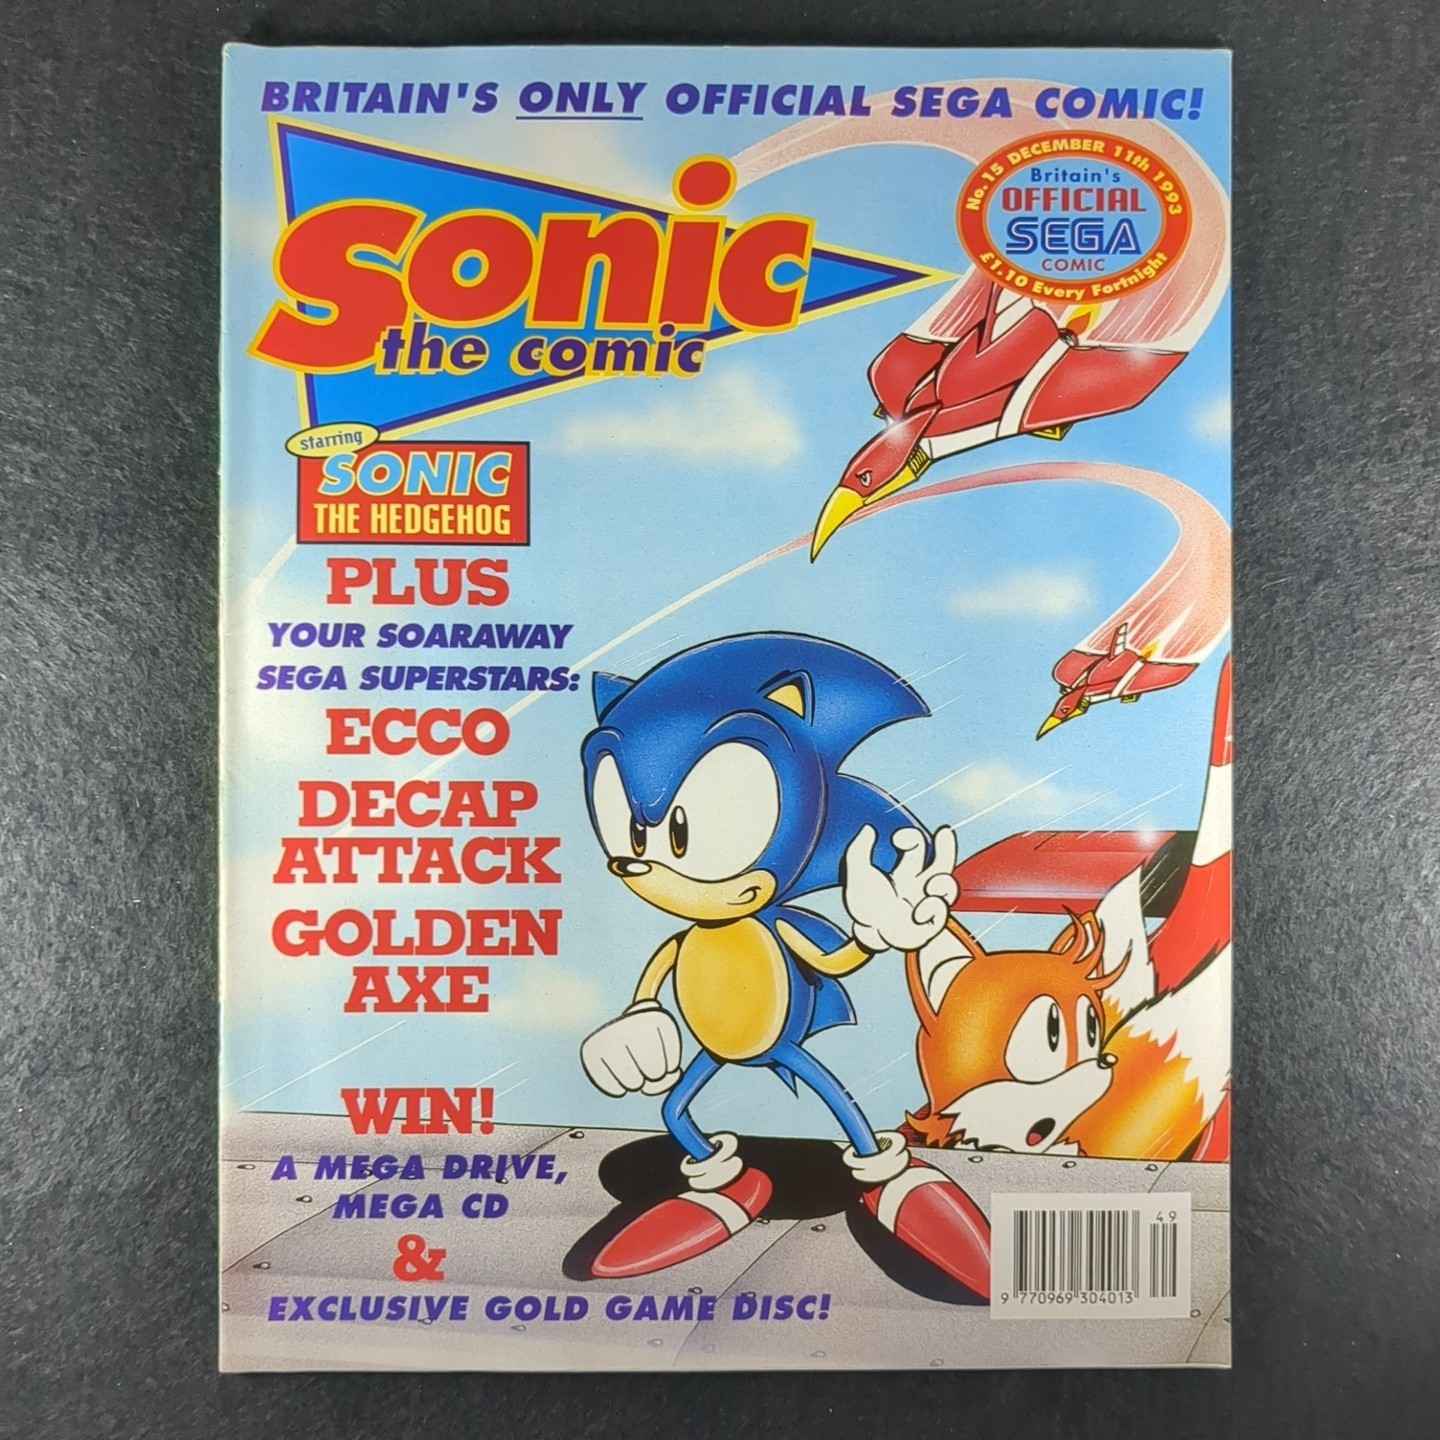 BRITAIN'S ONLY OFFICIAL SEGA COMIC!
No.15 DECEMBER 11th 1993
Britain's
OFFICIAL
SEGA
COMIC
£1.10 Every Fortnight
Sonic
the comic
starring
SONIC
THE HEDGEHOG
PLUS
YOUR SOARAWAY
SEGA SUPERSTARS:
ECCO
DECAP
ATTACK
GOLDEN
AXE
WIN!
A MEGA DRIVE,
MEGA CD
&
EXCLUSIVE GOLD GAME DISC!
49
9 770969 304013